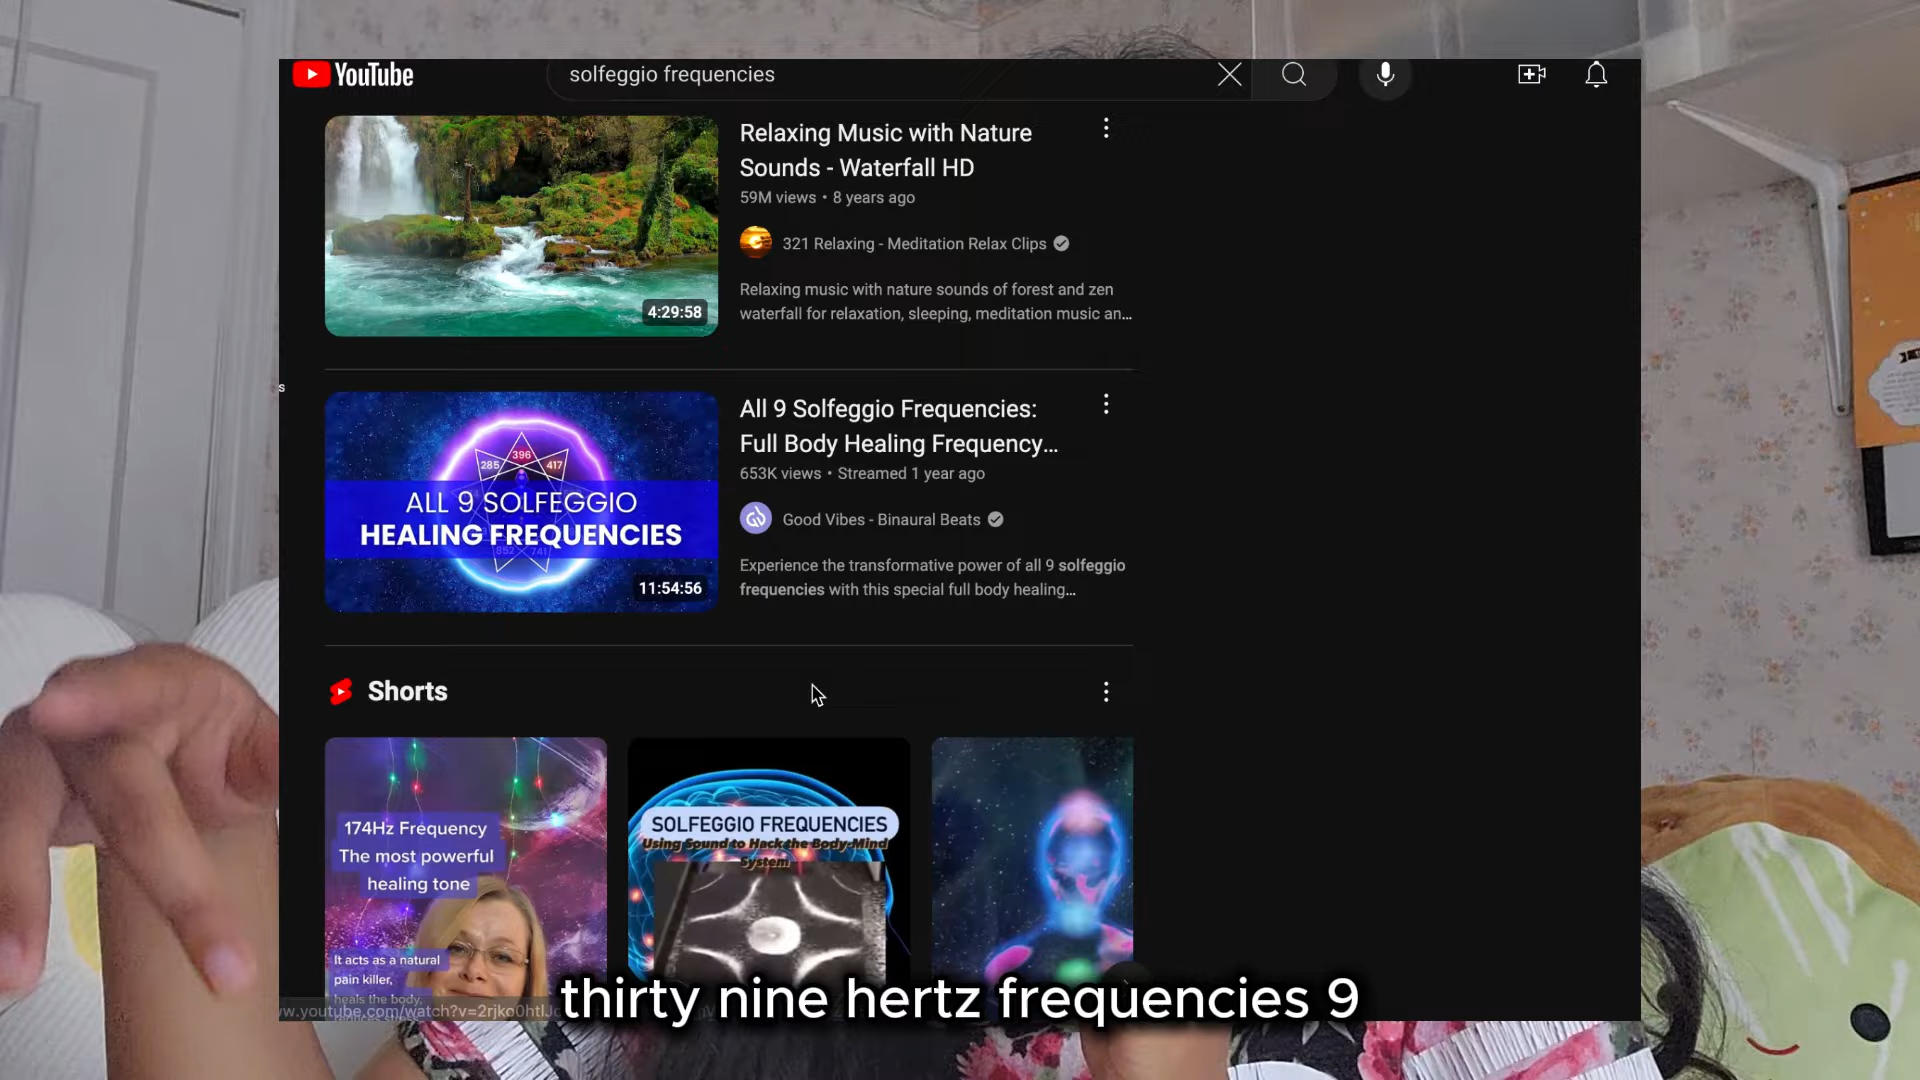 YouTube
solfeggio frequencies
Relaxing Music with Nature
Sounds - Waterfall HD
59M views • 8 years ago
321 Relaxing - Meditation Relax Clips
Relaxing music with nature sounds of forest and zen
waterfall for relaxation, sleeping, meditation music an...
4:29:58
s
All 9 Solfeggio Frequencies:
Full Body Healing Frequency...
653K views • Streamed 1 year ago
Good Vibes - Binaural Beats
Experience the transformative power of all 9 solfeggio
frequencies with this special full body healing...
396
285
417
ALL 9 SOLFEGGIO
HEALING FREQUENCIES
852
741
11:54:56
Shorts
174Hz Frequency
The most powerful
healing tone
It acts as a natural
pain killer,
heals the body,
SOLFEGGIO FREQUENCIES
Using Sound to Hack the Body-Mind
System
thirty nine hertz frequencies 9